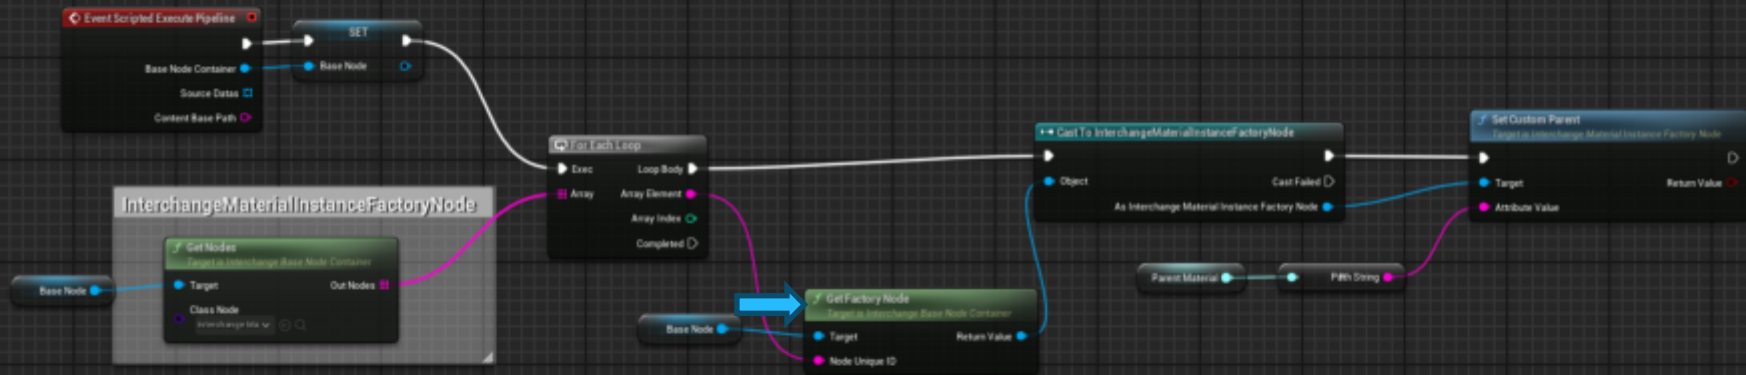 Event Scripted Execute Pipeline
Base Node Container
Source Datas
Content Base Path
SET
Base Node
For Each Loop
Exec
Loop Body
Array
Array Element
Array Index
Completed
InterchangeMaterialInstanceFactoryNode
Get Nodes
Target is Interchange Base Node Container
Target
Out Nodes
Class Node
Interchange Ma
Base Node
Base Node
Get Factory Node
Target is Interchange Base Node Container
Target
Return Value
Node Unique ID
Cast To InterchangeMaterialInstanceFactoryNode
Object
Cast Failed
As Interchange Material Instance Factory Node
Parent Material
Path String
Set Custom Parent
Target is Interchange Material Instance Factory Node
Target
Return Value
Attribute Value